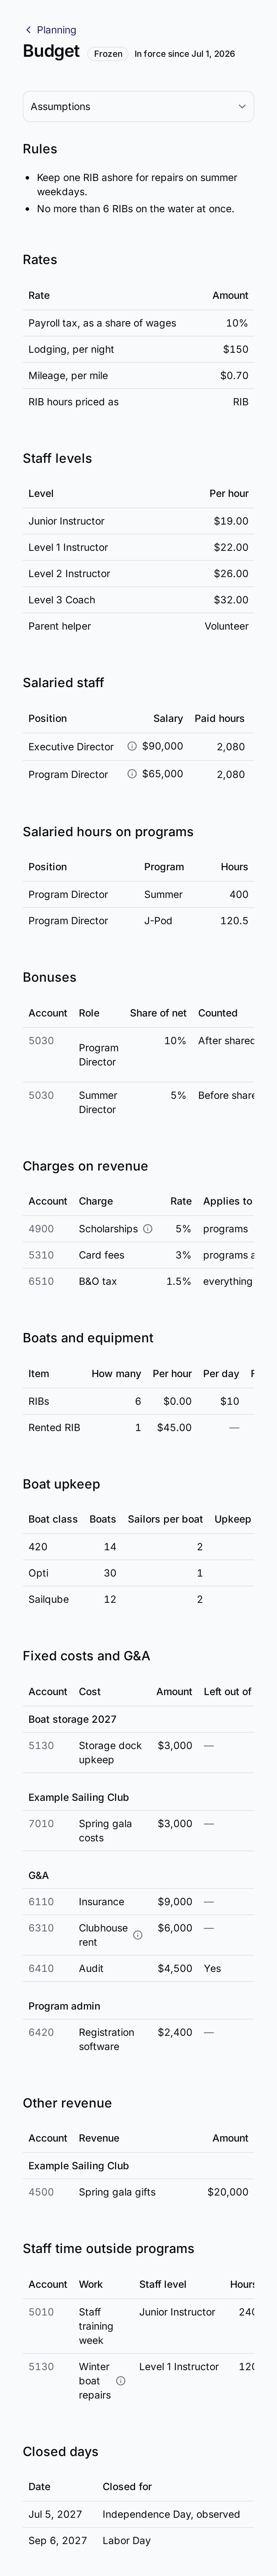 Planning
Budget Frozen In force since Jul 1, 2026
Assumptions
Rules
Keep one RIB ashore for repairs on summer
weekdays.
No more than 6 RIBs on the water at once.
Rates
Rate Amount
Payroll tax, as a share of wages 10%
Lodging, per night $150
Mileage, per mile $0.70
RIB hours priced as RIB
Staff levels
Level Per hour
Junior Instructor $19.00
Level 1 Instructor $22.00
Level 2 Instructor $26.00
Level 3 Coach $32.00
Parent helper Volunteer
Salaried staff
Position Salary Paid hours
Executive Director $90,000 2,080
Program Director $65,000 2,080
Salaried hours on programs
Position Program Hours
Program Director Summer 400
Program Director J-Pod 120.5
Bonuses
Account Role Share of net Counted
5030 10% After shared
Program
Director
5030 Summer 5% Before share
Director
Charges on revenue
Account Charge Rate Applies to
4900 Scholarships 5% programs
5310 Card fees 3% programs a
6510 B&O tax 1.5% everything
Boats and equipment
Item How many Per hour Per day F
RIBs 6 $0.00 $10
Rented RIB 1 $45.00 —
Boat upkeep
Boat class Boats Sailors per boat Upkeep
420 14 2
Opti 30 1
Sailqube 12 2
Fixed costs and G&A
Account Cost Amount Left out of
Boat storage 2027
5130 Storage dock $3,000 —
upkeep
Example Sailing Club
7010 Spring gala $3,000 —
costs
G&A
6110 Insurance $9,000 —
6310 Clubhouse $6,000 —
rent
6410 Audit $4,500 Yes
Program admin
6420 Registration $2,400 —
software
Other revenue
Account Revenue Amount
Example Sailing Club
4500 Spring gala gifts $20,000
Staff time outside programs
Account Work Staff level Hours
5010 Staff Junior Instructor 240
training
week
5130 Winter Level 1 Instructor 120
boat
repairs
Closed days
Date Closed for
Jul 5, 2027 Independence Day, observed
Sep 6, 2027 Labor Day